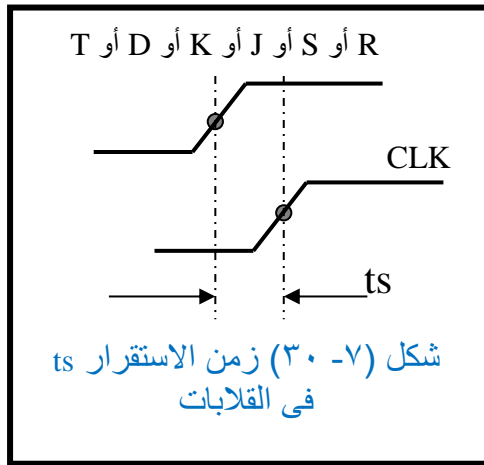 R أو S أو J أو K أو D أو T
CLK
ts
شكل (٧- ٣٠) زمن الاستقرار ts
فى القلابات